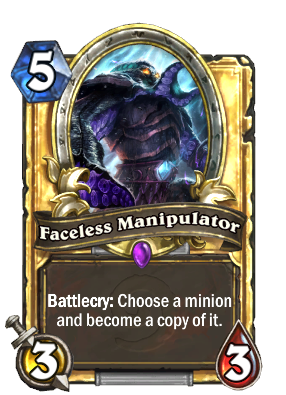 5
Faceless Manipulator
Battlecry: Choose a minion
and become a copy of it.
3
3